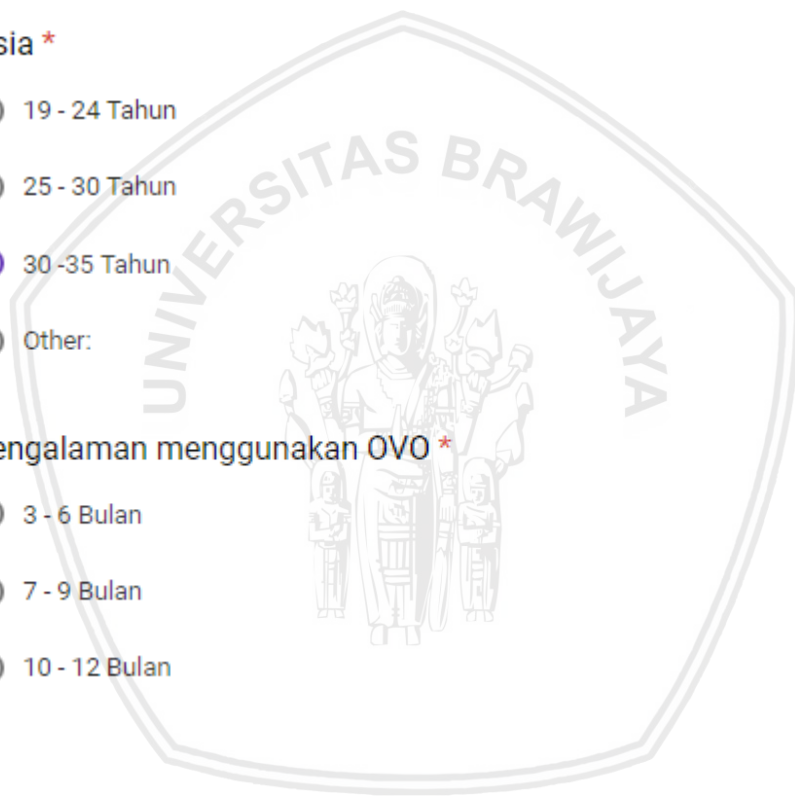 sia *
19 - 24 Tahun
25 - 30 Tahun
30 -35 Tahun
Other:
engalaman menggunakan OVO *
3 - 6 Bulan
7 - 9 Bulan
10 - 12 Bulan
UNIVERSITAS BRAWIJAYA